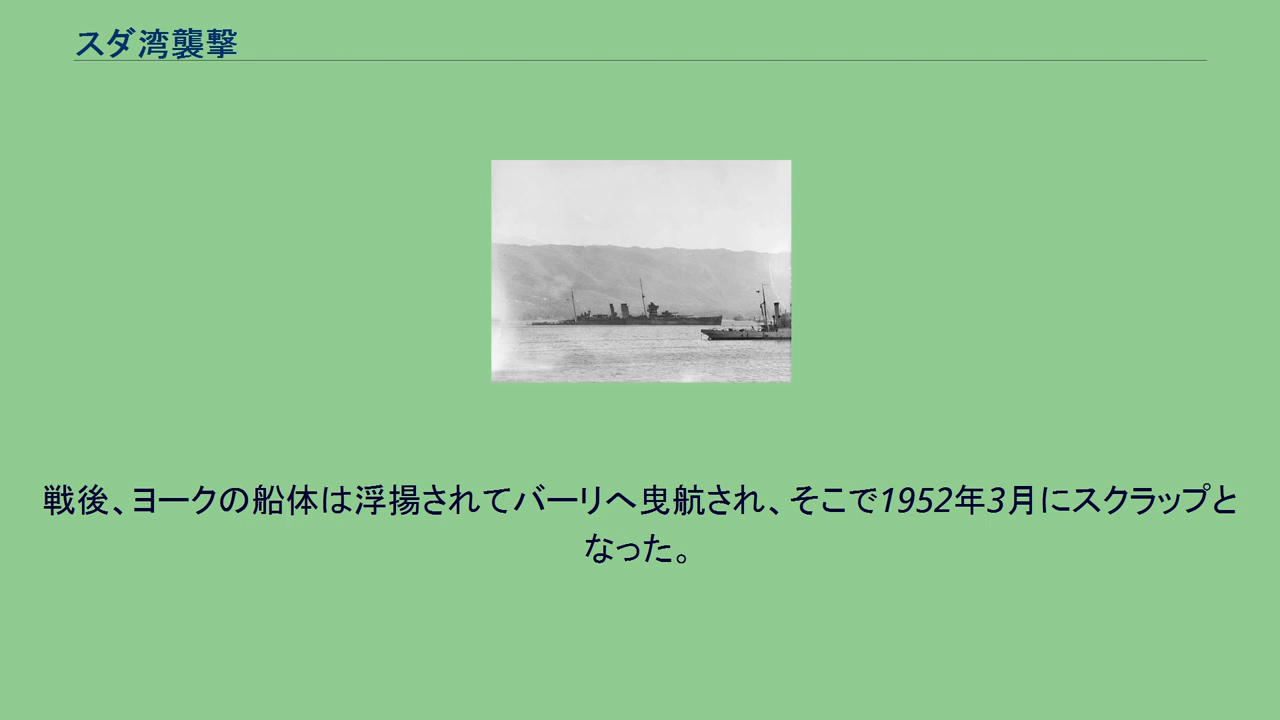 スダ湾襲撃
戦後、ヨークの船体は浮揚されてバーリへ曳航され、そこで1952年3月にスクラップと
なった。